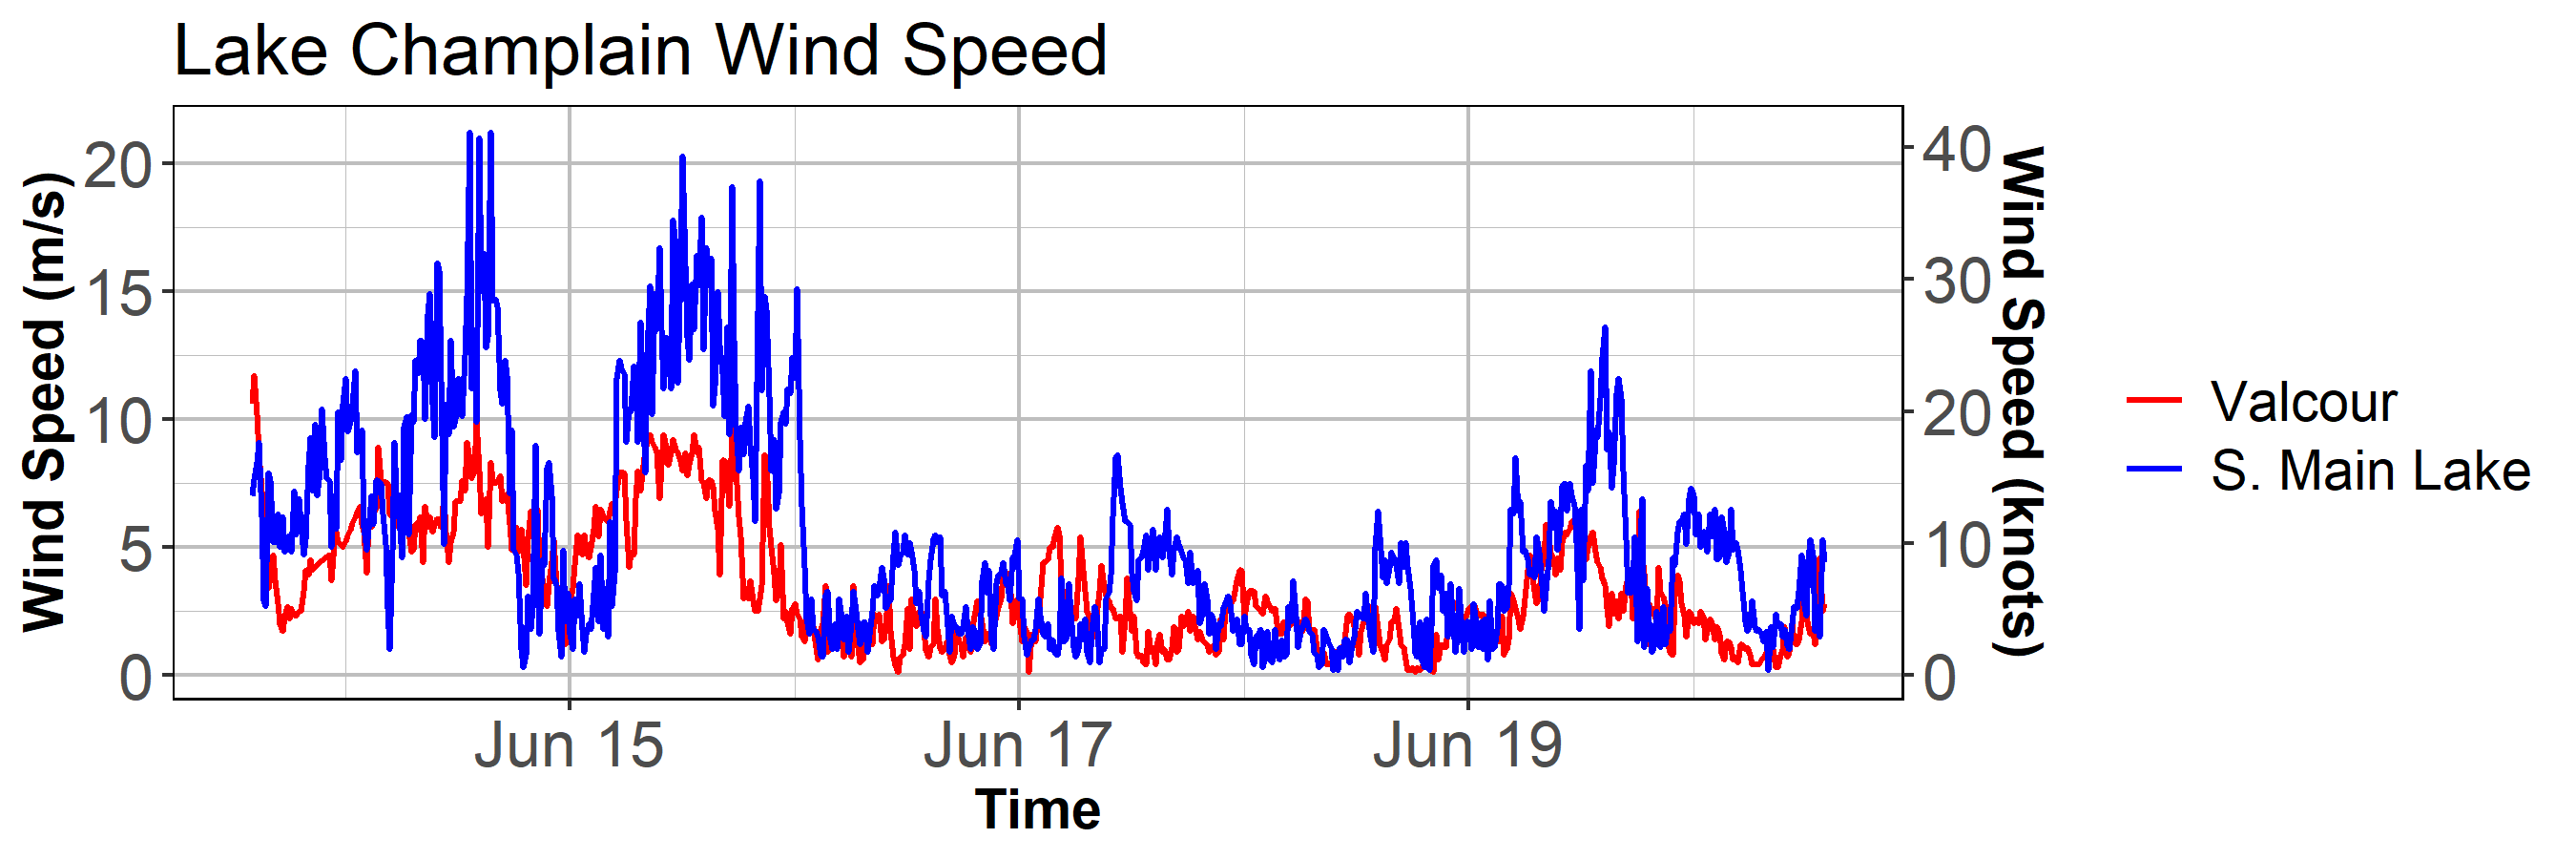 Lake Champlain Wind Speed
Wind Speed (m/s)
20
15
10
5
0
40
30
20
10
0
Wind Speed (knots)
Jun 15
Jun 17
Jun 19
Time
Valcour
S. Main Lake